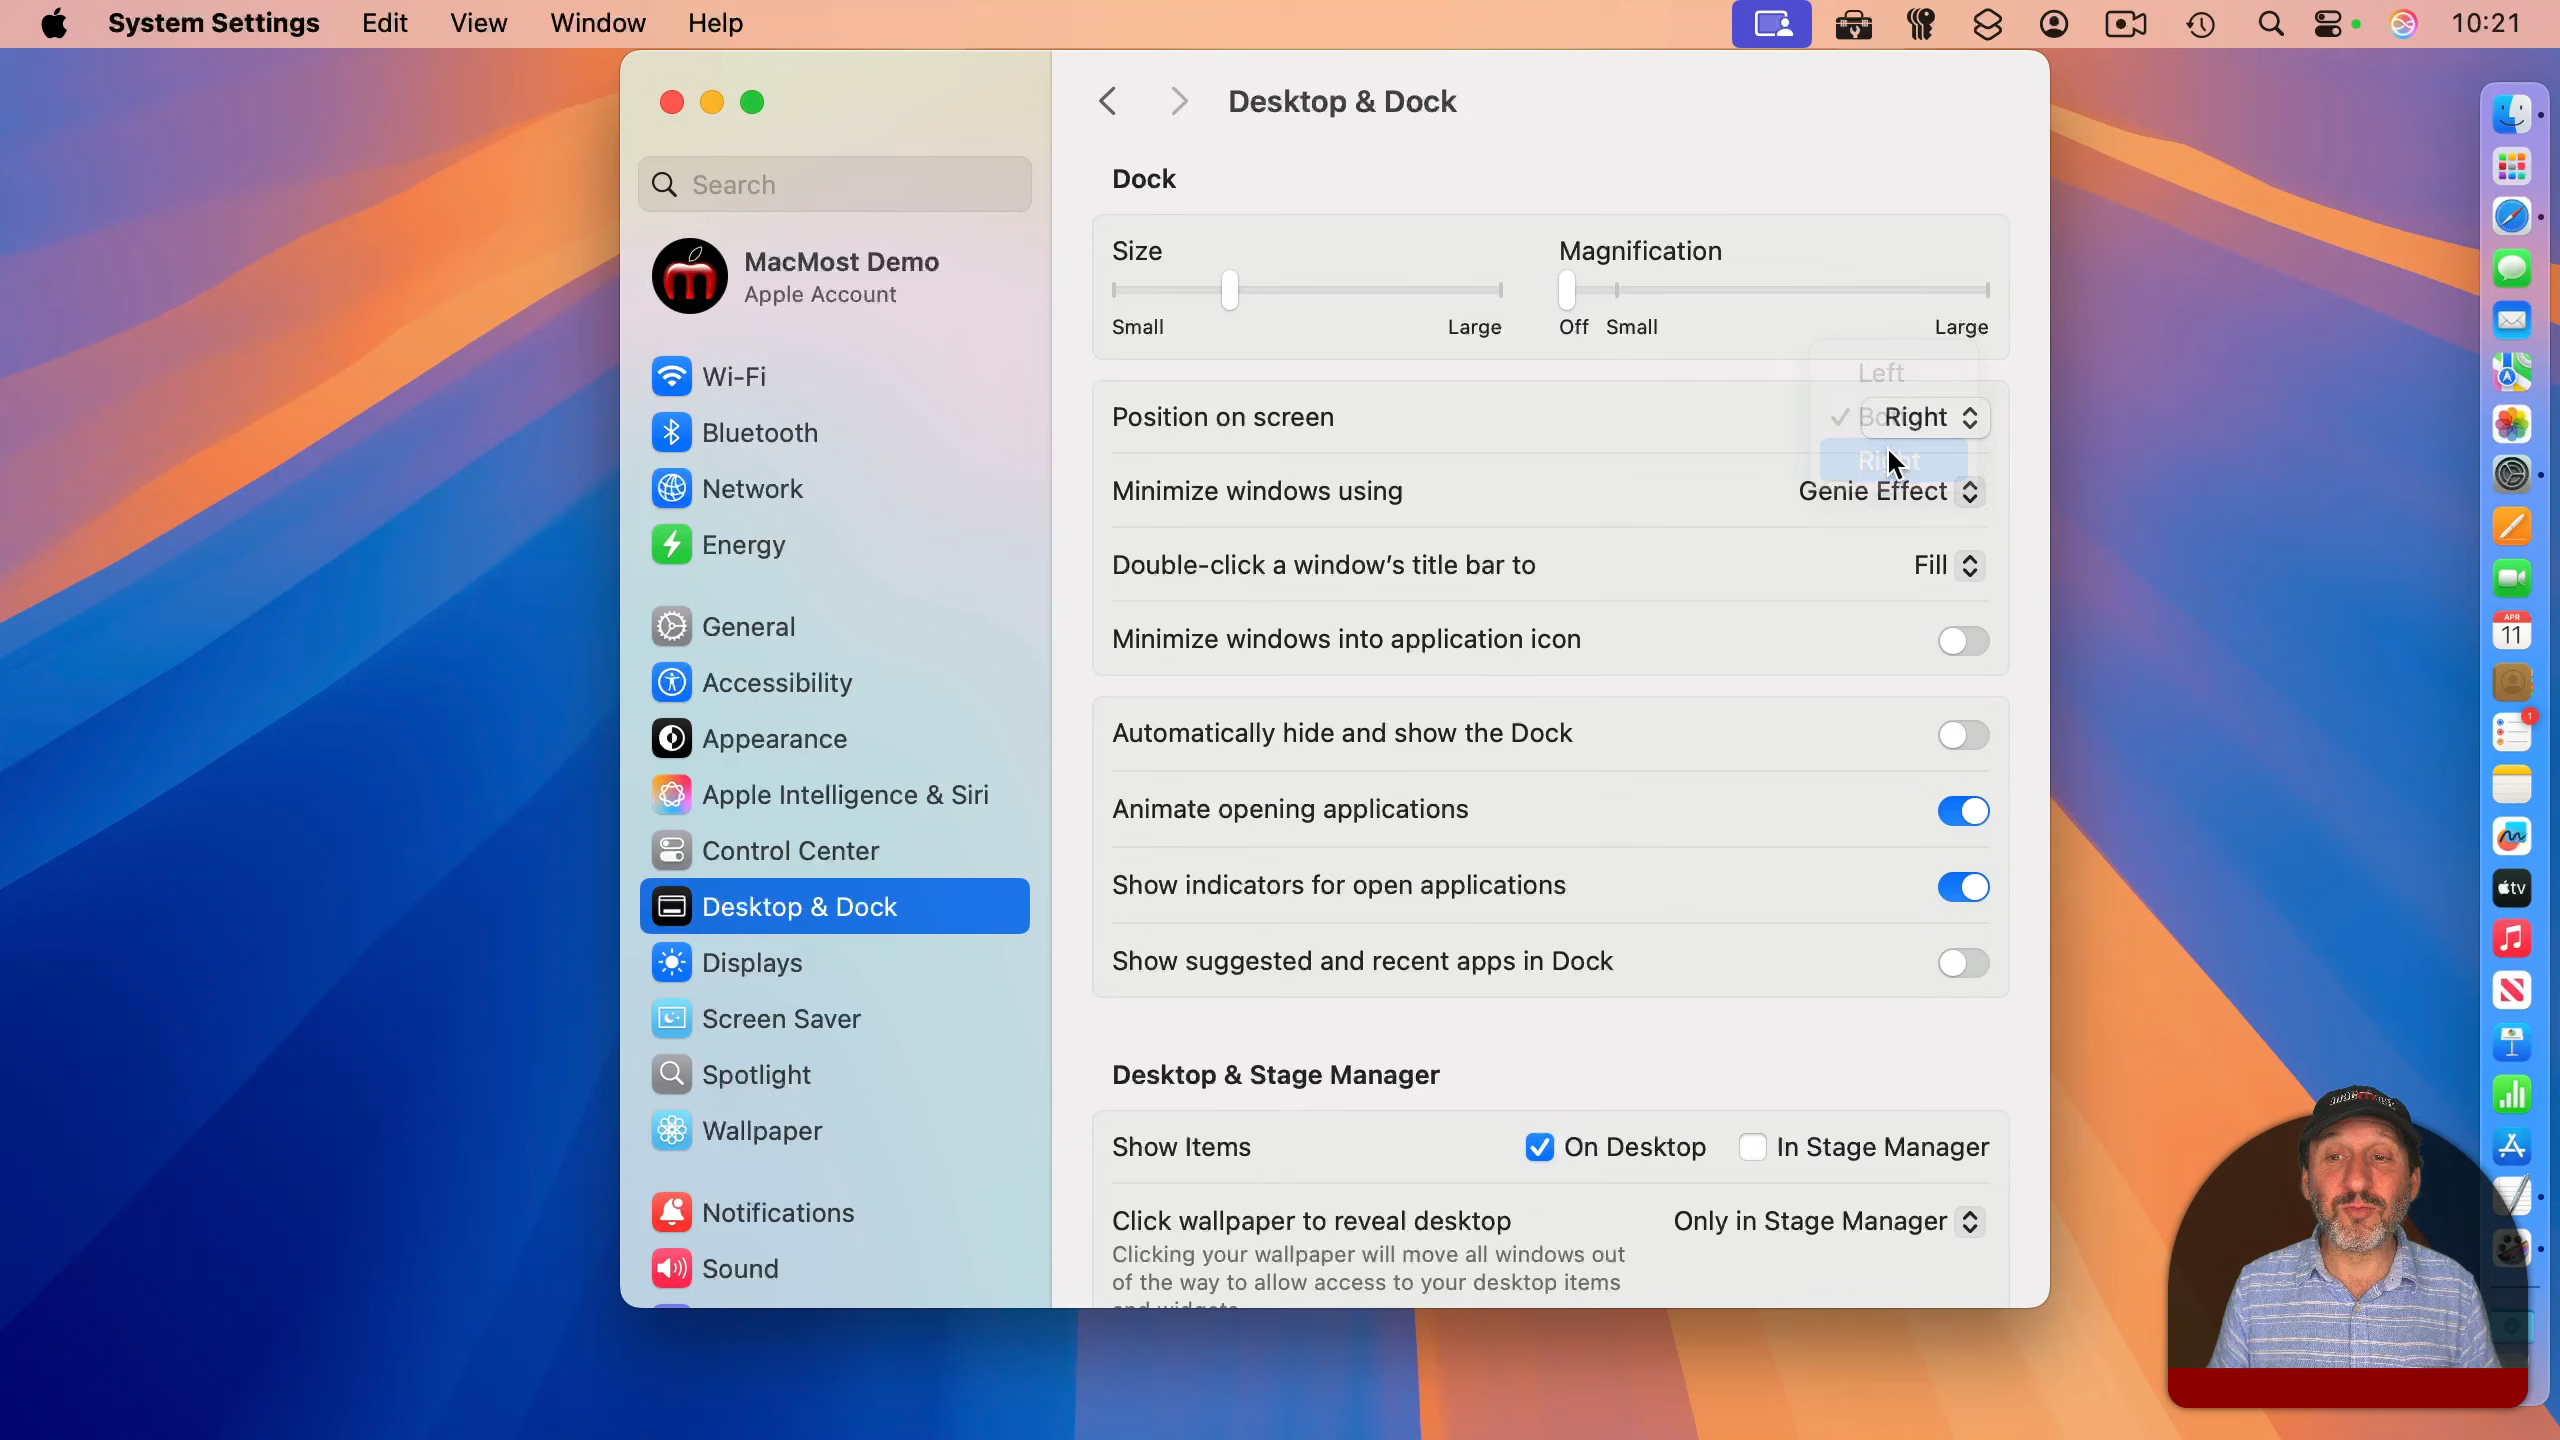 System Settings Edit View Window Help 10:21
Desktop & Dock
Search
MacMost Demo
Apple Account
Wi-Fi
Bluetooth
Network
Energy
General
Accessibility
Appearance
Apple Intelligence & Siri
Control Center
Desktop & Dock
Displays
Screen Saver
Spotlight
Wallpaper
Notifications
Sound
Dock
Size Magnification
Small Large Off Small Large
Left
Position on screen Right
Right
Minimize windows using Genie Effect
Double-click a window's title bar to Fill
Minimize windows into application icon
Automatically hide and show the Dock
Animate opening applications
Show indicators for open applications
Show suggested and recent apps in Dock
Desktop & Stage Manager
Show Items On Desktop In Stage Manager
Click wallpaper to reveal desktop Only in Stage Manager
Clicking your wallpaper will move all windows out
of the way to allow access to your desktop items
APR
11
1
tv